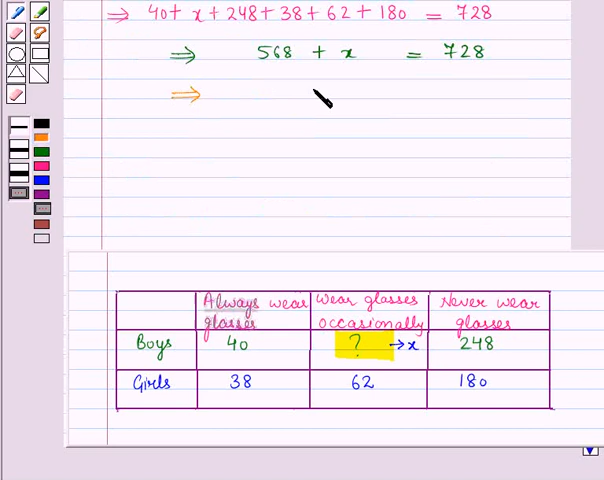 ⇒ 40 + x + 248 + 38 + 62 + 180 = 728
⇒ 568 + x = 728
⇒
Always wear glasses
Wear glasses occasionally
Never wear glasses
Boys 40 ? → x 248
Girls 38 62 180